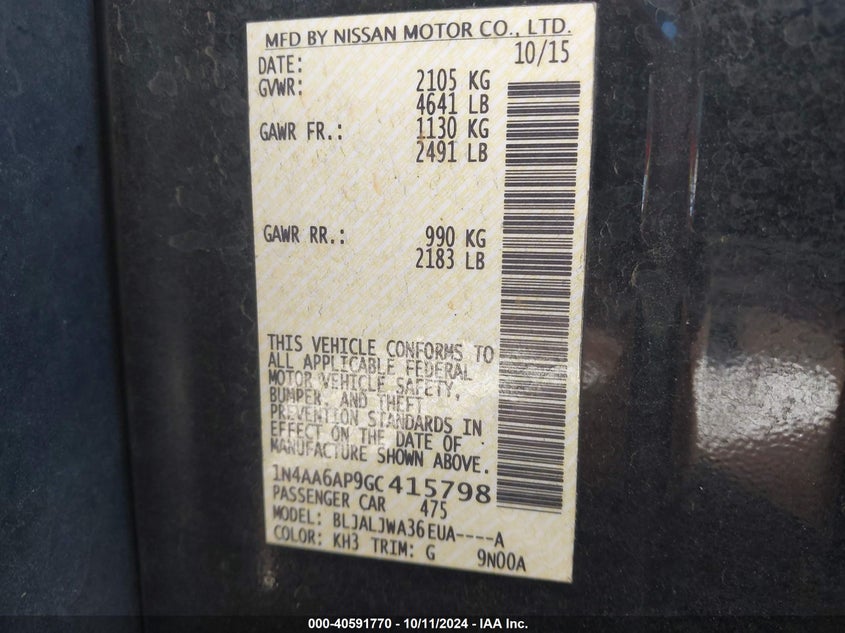 MFD BY NISSAN MOTOR CO., LTD.
DATE: 10/15
GVWR: 2105 KG
4641 LB
GAWR FR.: 1130 KG
2491 LB
GAWR RR.: 990 KG
2183 LB
THIS VEHICLE CONFORMS TO
ALL APPLICABLE FEDERAL
MOTOR VEHICLE SAFETY,
BUMPER, AND THEFT
PREVENTION STANDARDS IN
EFFECT ON THE DATE OF
MANUFACTURE SHOWN ABOVE.
1N4AA6AP9GC415798
PASSENGER CAR 475
MODEL: BLJALJWA36EUA----A
COLOR: KH3 TRIM: G 9N00A
000-40591770 - 10/11/2024 - IAA Inc.